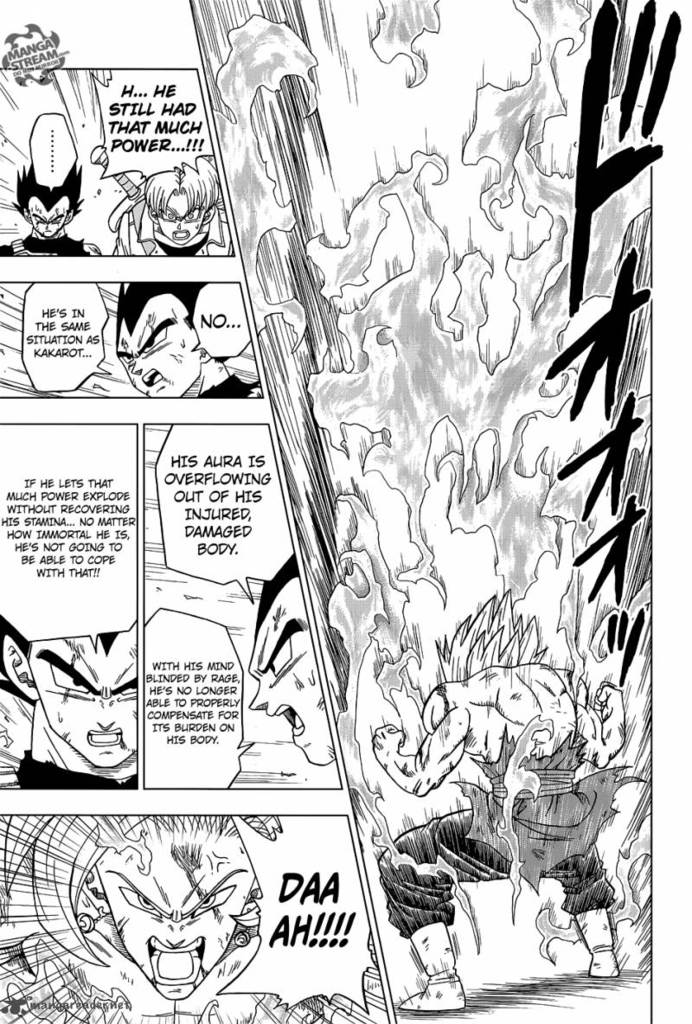 ドオオオオ
MANGA
STREAM
H... HE
STILL HAD
THAT MUCH
POWER...!!!
........
NO...
HE'S IN
THE SAME
SITUATION AS
KAKAROT...
HIS AURA IS
OVERFLOWING
OUT OF HIS
INJURED,
DAMAGED
BODY.
WITH HIS MIND
BLINDED BY RAGE,
HE'S NO LONGER
ABLE TO PROPERLY
COMPENSATE FOR
ITS BURDEN ON
HIS BODY.
IF HE LETS THAT
MUCH POWER EXPLODE
WITHOUT RECOVERING
HIS STAMINA... NO MATTER
HOW IMMORTAL HE IS,
HE'S NOT GOING TO
BE ABLE TO COPE
WITH THAT!!
DAA
AH!!!!
mangareader.net